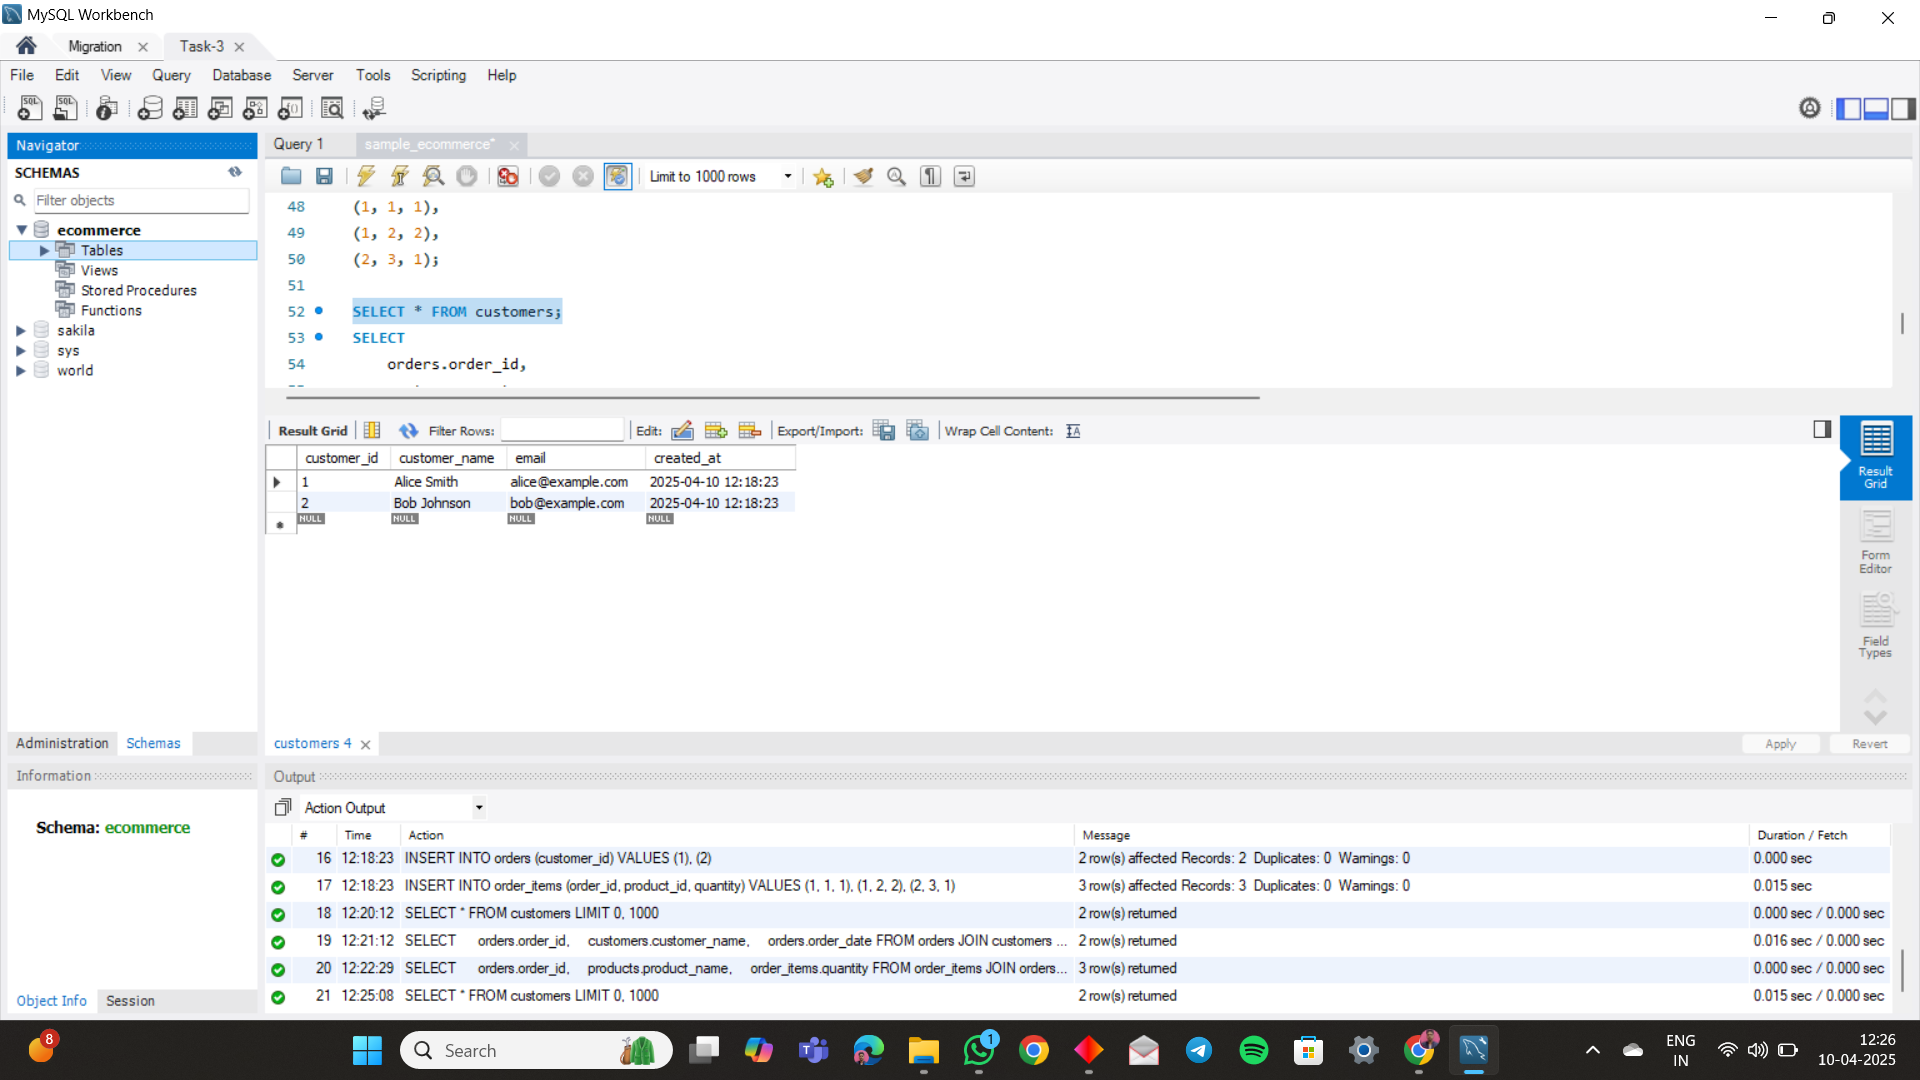 MySQL Workbench
Migration Task-3
File Edit View Query Database Server Tools Scripting Help
Navigator
SCHEMAS
Filter objects
ecommerce
Tables
Views
Stored Procedures
Functions
sakila
sys
world
Administration Schemas
Information
Schema: ecommerce
Object Info Session
Query 1 sample_ecommerce*
Limit to 1000 rows
48 (1, 1, 1),
49 (1, 2, 2),
50 (2, 3, 1);
51
52 SELECT * FROM customers;
53 SELECT
54 orders.order_id,
Result Grid Filter Rows: Edit: Export/Import: Wrap Cell Content:
customer_id customer_name email created_at
1 Alice Smith alice@example.com 2025-04-10 12:18:23
2 Bob Johnson bob@example.com 2025-04-10 12:18:23
NULL NULL NULL NULL
Result
Grid
Form
Editor
Field
Types
customers 4 Apply Revert
Output
Action Output
# Time Action Message Duration / Fetch
16 12:18:23 INSERT INTO orders (customer_id) VALUES (1), (2) 2 row(s) affected Records: 2 Duplicates: 0 Warnings: 0 0.000 sec
17 12:18:23 INSERT INTO order_items (order_id, product_id, quantity) VALUES (1, 1, 1), (1, 2, 2), (2, 3, 1) 3 row(s) affected Records: 3 Duplicates: 0 Warnings: 0 0.015 sec
18 12:20:12 SELECT * FROM customers LIMIT 0, 1000 2 row(s) returned 0.000 sec / 0.000 sec
19 12:21:12 SELECT orders.order_id, customers.customer_name, orders.order_date FROM orders JOIN customers ... 2 row(s) returned 0.016 sec / 0.000 sec
20 12:22:29 SELECT orders.order_id, products.product_name, order_items.quantity FROM order_items JOIN orders... 3 row(s) returned 0.000 sec / 0.000 sec
21 12:25:08 SELECT * FROM customers LIMIT 0, 1000 2 row(s) returned 0.015 sec / 0.000 sec
8
Search
1
ENG
IN
12:26
10-04-2025